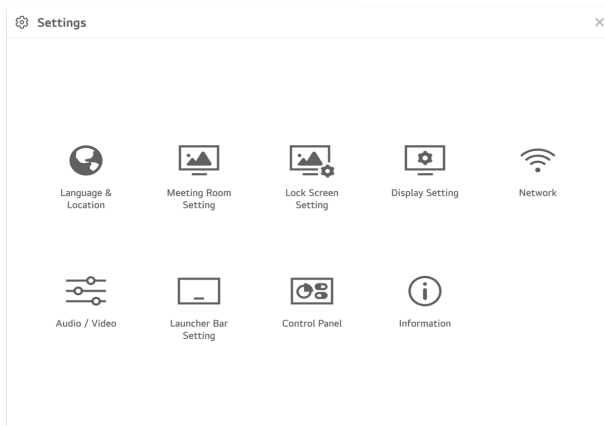 Settings
Language &
Location
Meeting Room
Setting
Lock Screen
Setting
Display Setting
Network
Audio / Video
Launcher Bar
Setting
Control Panel
Information